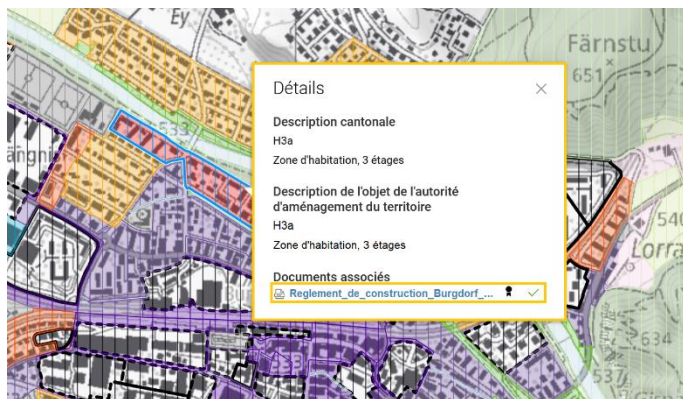 Ey
Färnstu
651
Détails
533
Description cantonale
H3a
Zone d'habitation, 3 étages
Description de l'objet de l'autorité
d'aménagement du territoire
H3a
Zone d'habitation, 3 étages
540
Lorra
Documents associés
Reglement_de_construction_Burgdorf_...
634
537